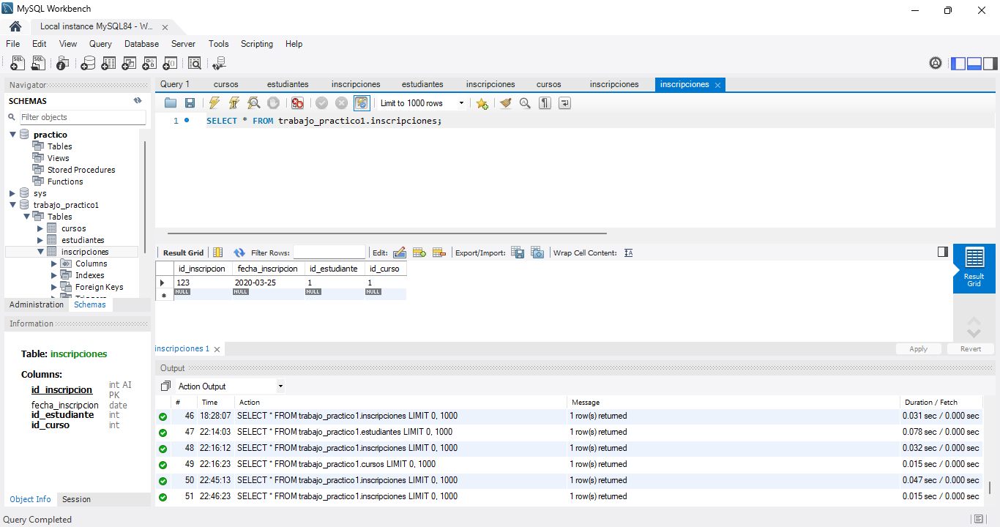 MySQL Workbench
Local instance MySQL84 - W...
File Edit View Query Database Server Tools Scripting Help
Navigator
SCHEMAS
Filter objects
practico
Tables
Views
Stored Procedures
Functions
sys
trabajo_practico1
Tables
cursos
estudiantes
inscripciones
Columns
Indexes
Foreign Keys
Triggers
Administration Schemas
Information
Table: inscripciones
Columns:
id_inscripcion int AI PK
fecha_inscripcion date
id_estudiante int
id_curso int
Object Info Session
Query 1 cursos estudiantes inscripciones estudiantes inscripciones cursos inscripciones inscripciones
Limit to 1000 rows
1 SELECT * FROM trabajo_practico1.inscripciones;
Result Grid Filter Rows: Edit: Export/Import: Wrap Cell Content:
id_inscripcion fecha_inscripcion id_estudiante id_curso
123 2020-03-25 1 1
NULL NULL NULL NULL
Result Grid
inscripciones 1 Apply Revert
Output
Action Output
# Time Action Message Duration / Fetch
46 18:28:07 SELECT * FROM trabajo_practico1.inscripciones LIMIT 0, 1000 1 row(s) returned 0.031 sec / 0.000 sec
47 22:14:03 SELECT * FROM trabajo_practico1.estudiantes LIMIT 0, 1000 1 row(s) returned 0.078 sec / 0.000 sec
48 22:16:12 SELECT * FROM trabajo_practico1.inscripciones LIMIT 0, 1000 1 row(s) returned 0.032 sec / 0.000 sec
49 22:16:23 SELECT * FROM trabajo_practico1.cursos LIMIT 0, 1000 1 row(s) returned 0.015 sec / 0.000 sec
50 22:45:13 SELECT * FROM trabajo_practico1.inscripciones LIMIT 0, 1000 1 row(s) returned 0.047 sec / 0.000 sec
51 22:46:23 SELECT * FROM trabajo_practico1.inscripciones LIMIT 0, 1000 1 row(s) returned 0.015 sec / 0.000 sec
Query Completed